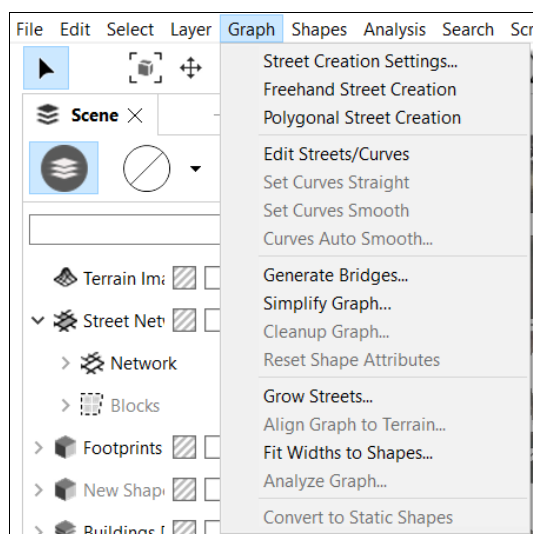 File Edit Select Layer Graph Shapes Analysis Search Scr
Street Creation Settings...
Freehand Street Creation
Polygonal Street Creation
Scene
Edit Streets/Curves
Set Curves Straight
Set Curves Smooth
Curves Auto Smooth...
Terrain Ima
Generate Bridges...
Street Net
Simplify Graph...
Cleanup Graph...
Network
Reset Shape Attributes
Blocks
Grow Streets...
Align Graph to Terrain...
Footprints
Fit Widths to Shapes...
New Shap
Analyze Graph...
Buildings [
Convert to Static Shapes